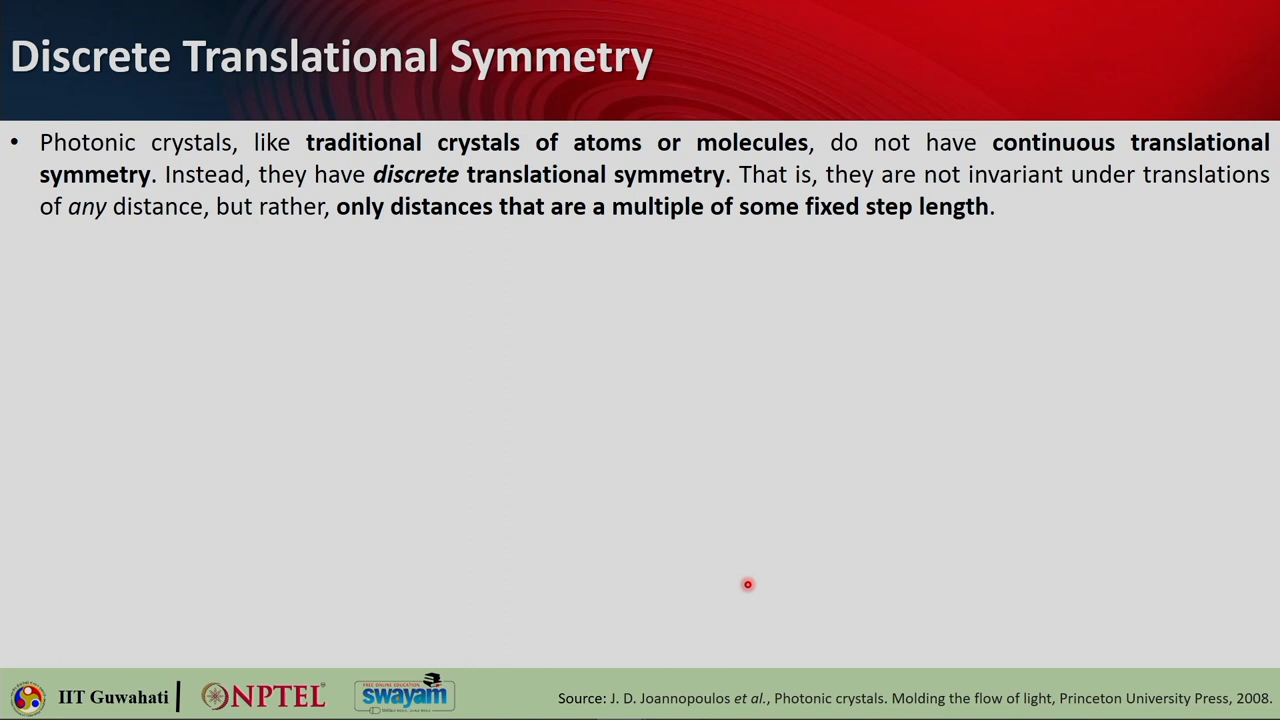 Discrete Translational Symmetry
• Photonic crystals, like traditional crystals of atoms or molecules, do not have continuous translational
symmetry. Instead, they have discrete translational symmetry. That is, they are not invariant under translations
of any distance, but rather, only distances that are a multiple of some fixed step length.
IIT Guwahati
NPTEL
FREE ONLINE EDUCATION
swayam
Source: J. D. Joannopoulos et al., Photonic Crystals. Molding the flow of light, Princeton University Press, 2008.